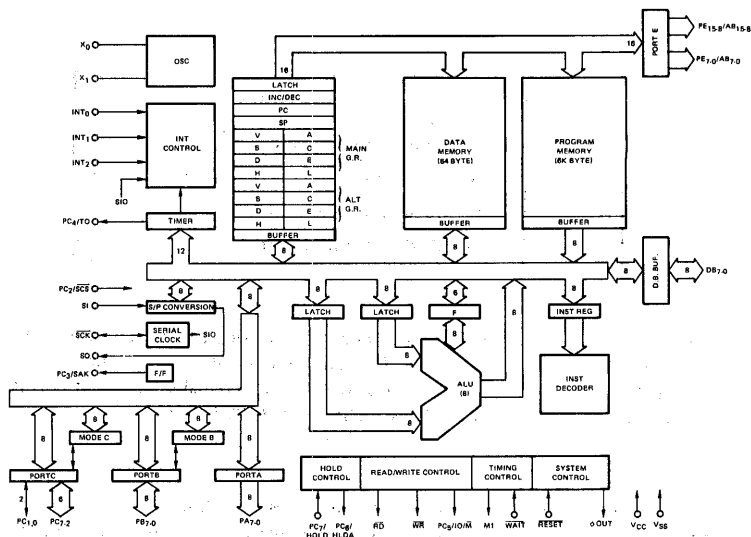 X0
OSC
X1
INT0
INT1
INT CONTROL
INT2
SIO
PC4/TO
TIMER
12
16
LATCH
INC/DEC
PC
SP
V A
B C
D E
H L
MAIN G.R.
V A
B C
D E
H L
ALT G.R.
BUFFER
8
DATA MEMORY (64 BYTE)
BUFFER
8
PROGRAM MEMORY (6K BYTE)
BUFFER
8
16
PORT E
PE15-8/AB15-8
PE7-0/AB7-0
8
D.B. BUF.
8
DB7-0
PC2/SCS
8
SI
S/P CONVERSION
SCK
SERIAL CLOCK
SIO
SO
PC3/SAK
F/F
8
8
LATCH
8
LATCH
6
F
8
8
8
INST REG
8
8
ALU (8)
INST DECODER
8
8
MODE C
8
8
MODE B
8
PORTC
PORTB
PORTA
2
6
8
8
PC1,0
PC7-2
PB7-0
PA7-0
HOLD CONTROL
READ/WRITE CONTROL
TIMING CONTROL
SYSTEM CONTROL
PC7/HOLD
PC6/HLDA
RD
WR
PC5/IO/M
M1
WAIT
RESET
φ OUT
VCC
VSS